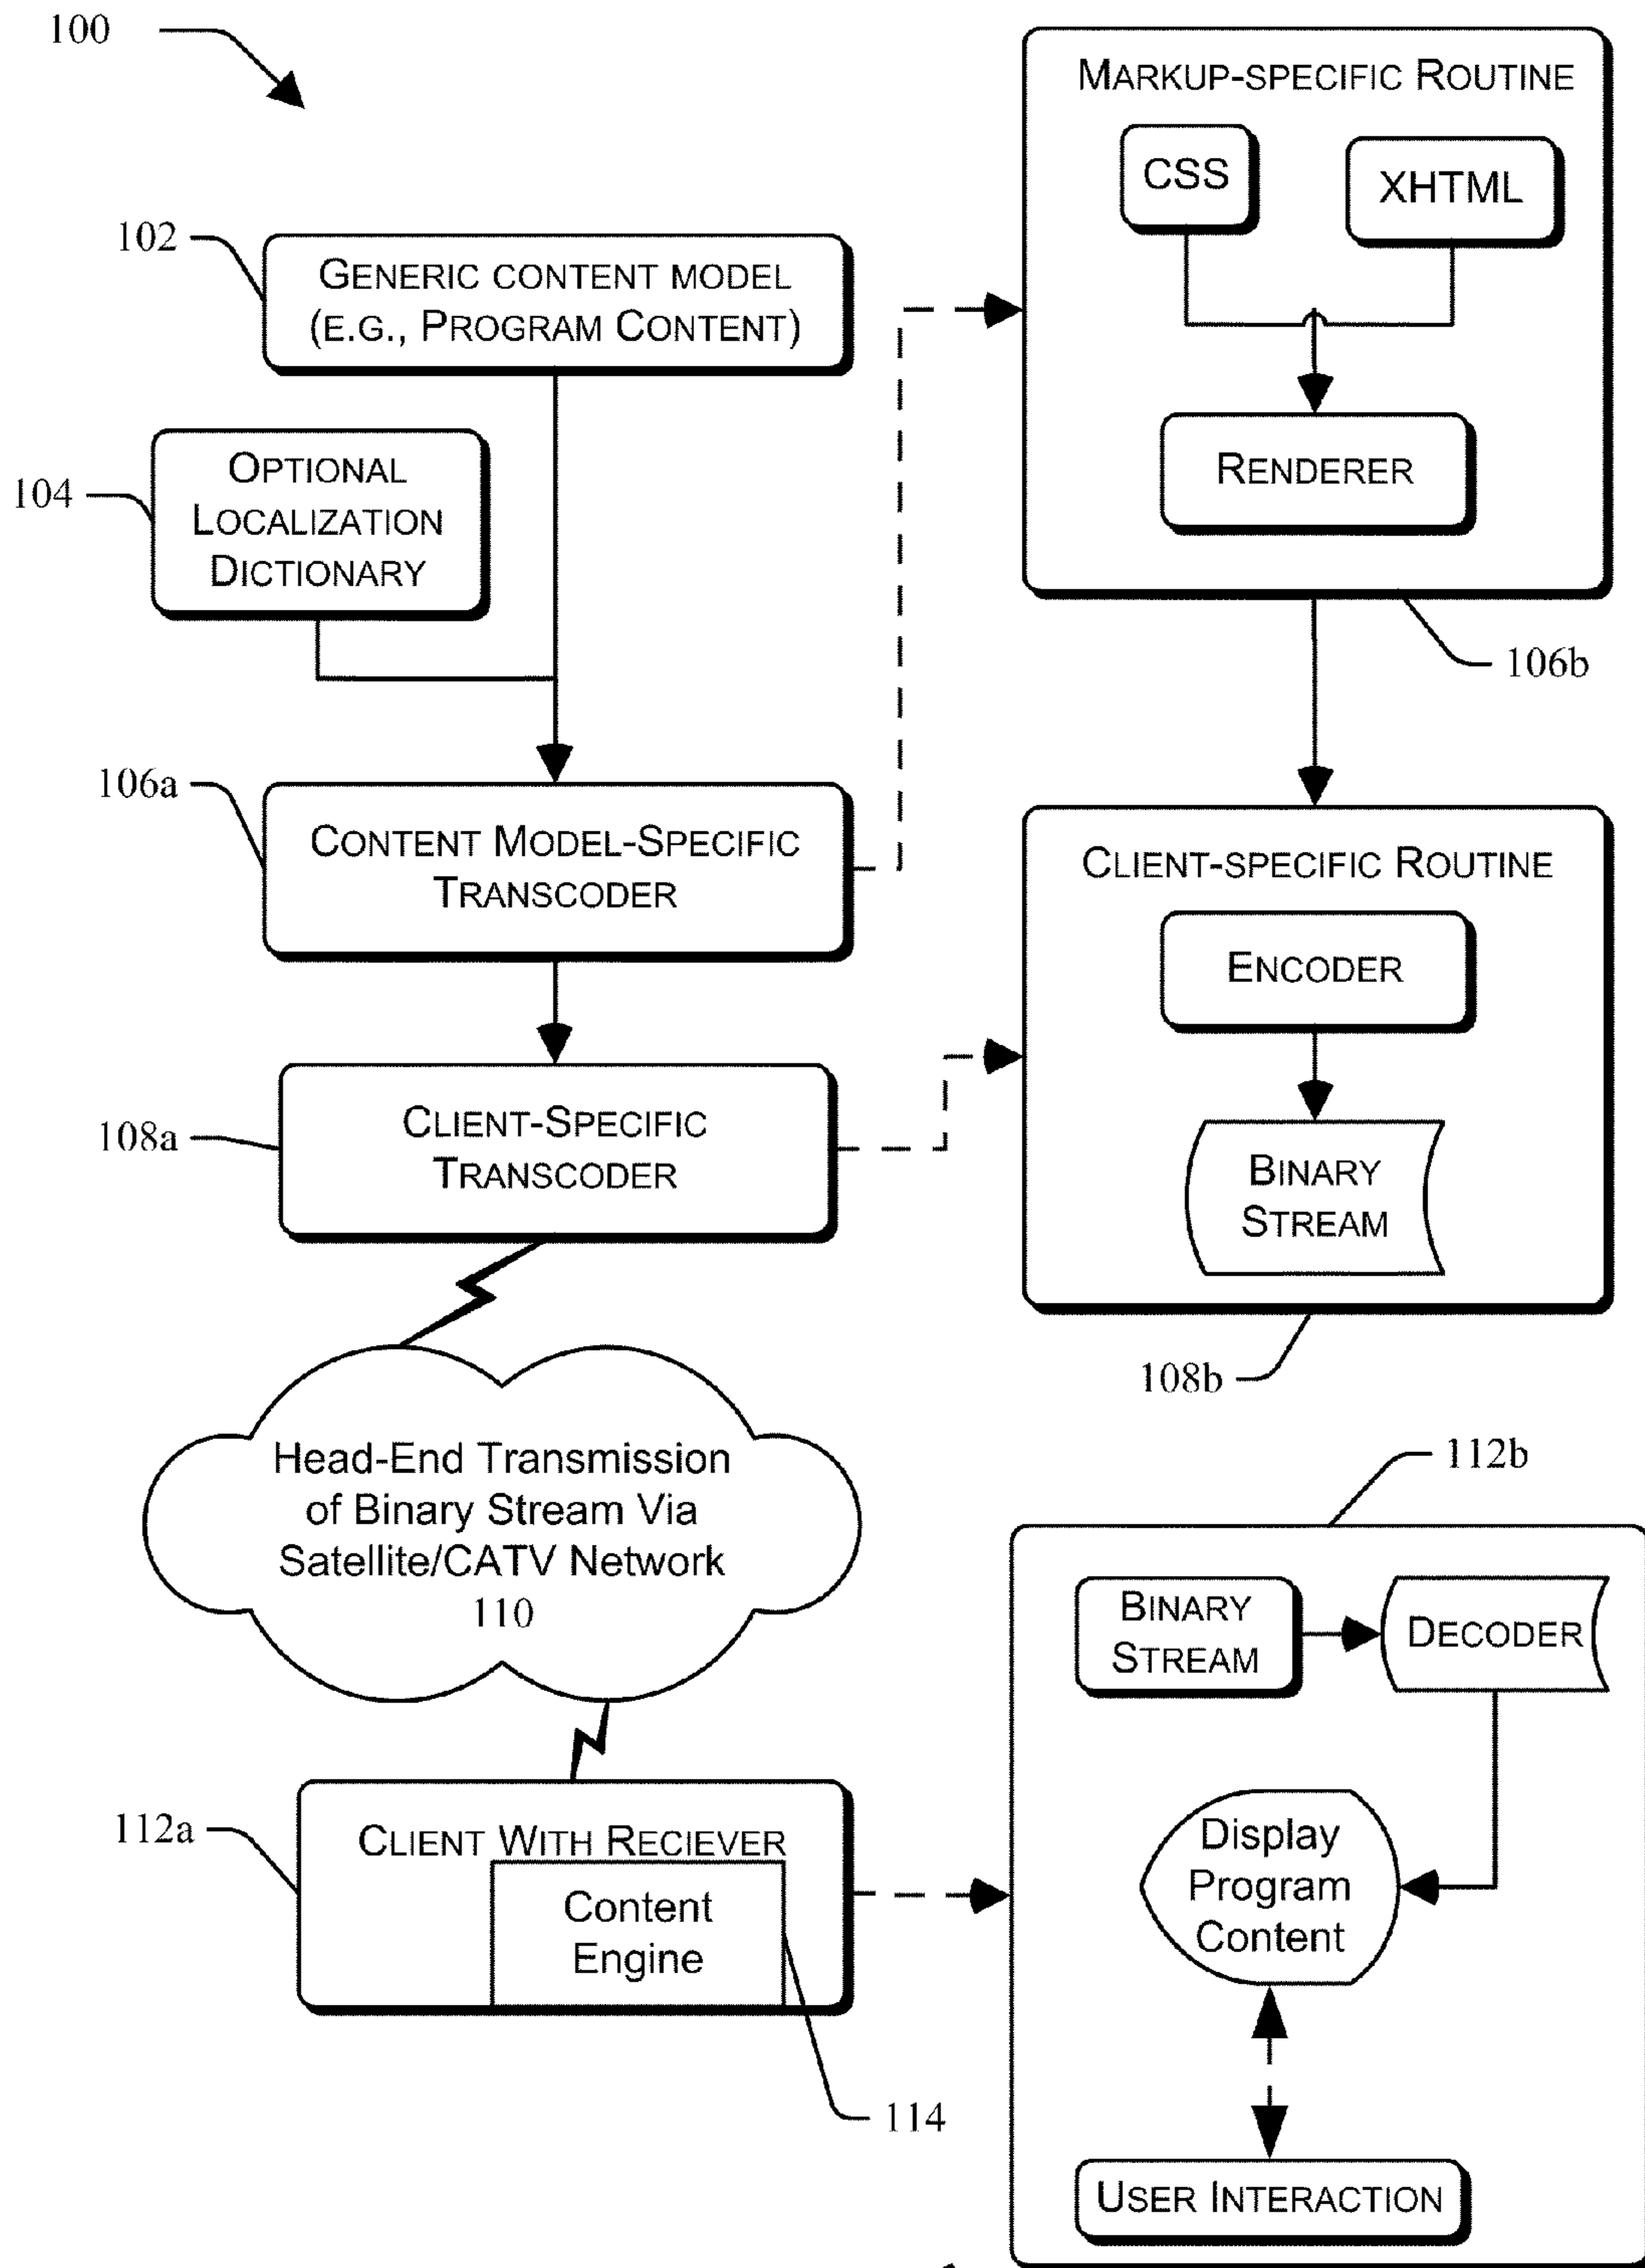 100
MARKUP-SPECIFIC ROUTINE
CSS
XHTML
RENDERER
106b
102
GENERIC CONTENT MODEL
(E.G., PROGRAM CONTENT)
104
OPTIONAL
LOCALIZATION
DICTIONARY
106a
CONTENT MODEL-SPECIFIC
TRANSCODER
CLIENT-SPECIFIC ROUTINE
ENCODER
BINARY
STREAM
108b
108a
CLIENT-SPECIFIC
TRANSCODER
Head-End Transmission
of Binary Stream Via
Satellite/CATV Network
110
112b
BINARY
STREAM
DECODER
Display
Program
Content
USER INTERACTION
112a
CLIENT WITH RECIEVER
Content
Engine
114